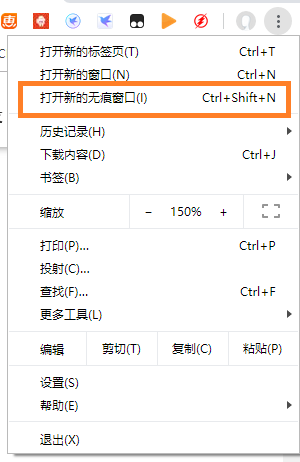 打开新的标签页(T) Ctrl+T
打开新的窗口(N) Ctrl+N
打开新的无痕窗口(I) Ctrl+Shift+N
历史记录(H)
下载内容(D) Ctrl+J
书签(B)
缩放 − 150% +
打印(P)... Ctrl+P
投射(C)...
查找(F)... Ctrl+F
更多工具(L)
编辑 剪切(T) 复制(C) 粘贴(P)
设置(S)
帮助(E)
退出(X)